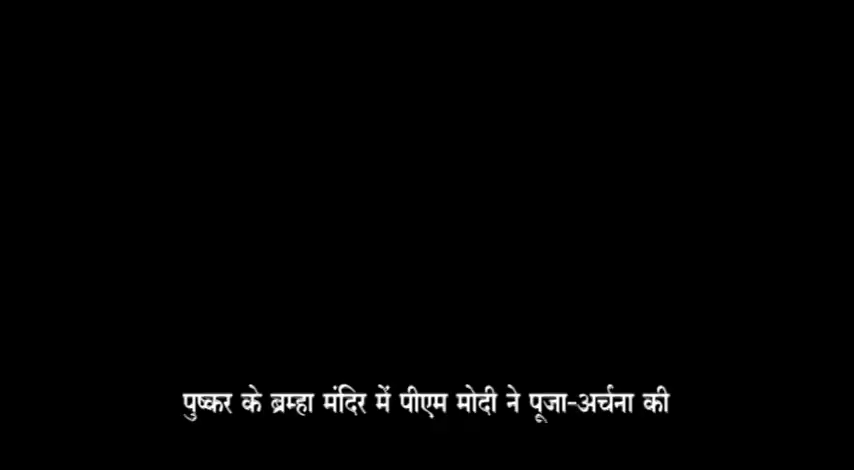 पुष्कर के ब्रम्हा मंदिर में पीएम मोदी ने पूजा-अर्चना की